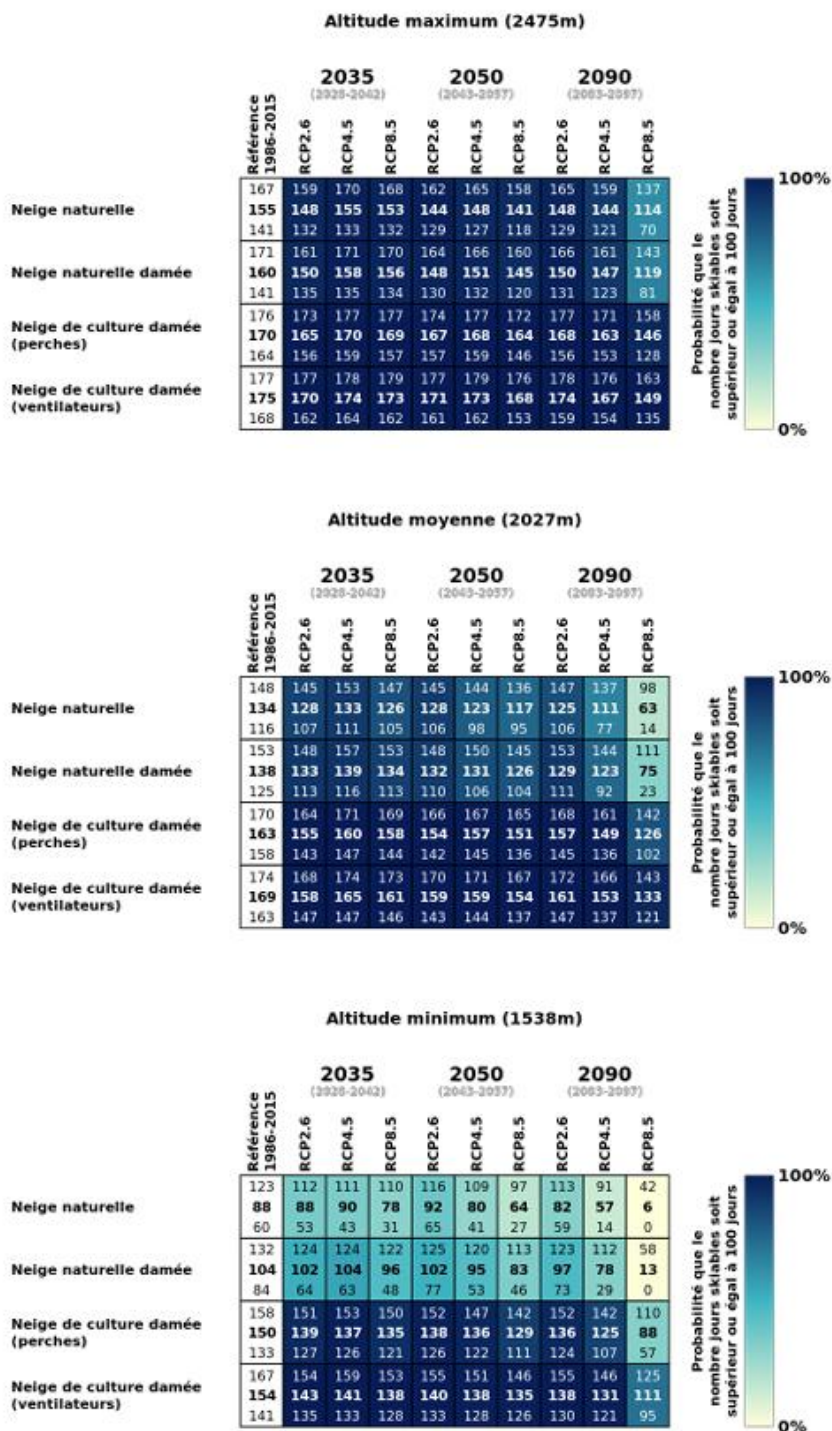 Altitude maximum (2475m)
2035 2050 2090
(2028-2042) (2043-2057) (2083-2097)
Référence 1986-2015 RCP2.6 RCP4.5 RCP8.5 RCP2.6 RCP4.5 RCP8.5 RCP2.6 RCP4.5 RCP8.5
167 159 170 168 162 165 158 165 159 137
Neige naturelle 155 148 155 153 144 148 141 148 144 114
141 132 133 132 129 127 118 129 121 70
171 161 171 170 164 166 160 166 161 143
Neige naturelle damée 160 150 158 156 148 151 145 150 147 119
141 135 135 134 130 132 120 131 123 81
176 173 177 177 174 177 172 177 171 158
Neige de culture damée (perches) 170 165 170 169 167 168 164 168 163 146
164 156 159 157 157 159 146 156 153 128
177 177 178 179 177 179 176 178 176 163
Neige de culture damée (ventilateurs) 175 170 174 173 171 173 168 174 167 149
168 162 164 162 161 162 153 159 154 135
Probabilité que le
nombre jours skiables soit
supérieur ou égal à 100 jours
100%
0%
Altitude moyenne (2027m)
2035 2050 2090
(2028-2042) (2043-2057) (2083-2097)
Référence 1986-2015 RCP2.6 RCP4.5 RCP8.5 RCP2.6 RCP4.5 RCP8.5 RCP2.6 RCP4.5 RCP8.5
148 145 153 147 145 144 136 147 137 98
Neige naturelle 134 128 133 126 128 123 117 125 111 63
116 107 111 105 106 98 95 106 77 14
153 148 157 153 148 150 145 153 144 111
Neige naturelle damée 138 133 139 134 132 131 126 129 123 75
125 113 116 113 110 106 104 111 92 23
170 164 171 169 166 167 165 168 161 142
Neige de culture damée (perches) 163 155 160 158 154 157 151 157 149 126
158 143 147 144 142 145 136 145 136 102
174 168 174 173 170 171 167 172 166 143
Neige de culture damée (ventilateurs) 169 158 165 161 159 159 154 161 153 133
163 147 147 146 143 144 137 147 137 121
Probabilité que le
nombre jours skiables soit
supérieur ou égal à 100 jours
100%
0%
Altitude minimum (1538m)
2035 2050 2090
(2028-2042) (2043-2057) (2083-2097)
Référence 1986-2015 RCP2.6 RCP4.5 RCP8.5 RCP2.6 RCP4.5 RCP8.5 RCP2.6 RCP4.5 RCP8.5
123 112 111 110 116 109 97 113 91 42
Neige naturelle 88 88 90 78 92 80 64 82 57 6
60 53 43 31 65 41 27 59 14 0
132 124 124 122 125 120 113 123 112 58
Neige naturelle damée 104 102 104 96 102 95 83 97 78 13
84 64 63 48 77 53 46 73 29 0
158 151 153 150 152 147 142 152 142 110
Neige de culture damée (perches) 150 139 137 135 138 136 129 136 125 88
133 127 126 121 126 122 111 124 107 57
167 154 159 153 155 151 146 155 146 125
Neige de culture damée (ventilateurs) 154 143 141 138 140 138 135 138 131 111
141 135 133 128 133 128 126 130 121 95
Probabilité que le
nombre jours skiables soit
supérieur ou égal à 100 jours
100%
0%